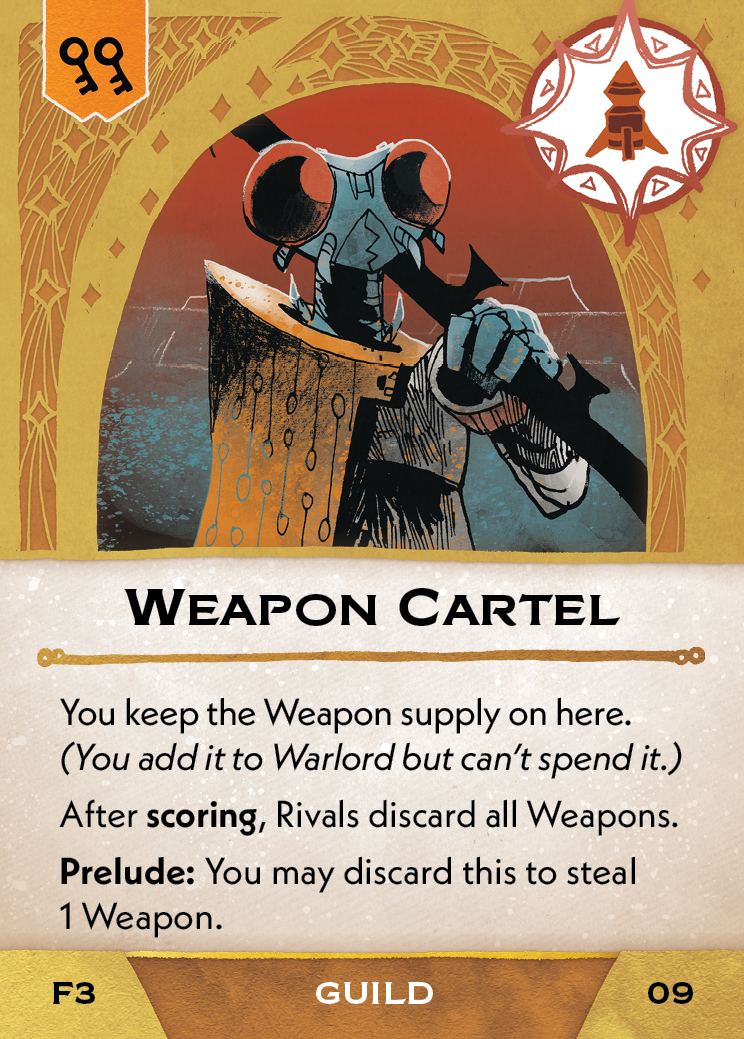 Weapon Cartel
You keep the Weapon supply on here.
(You add it to Warlord but can't spend it.)
After scoring, Rivals discard all Weapons.
Prelude: You may discard this to steal
1 Weapon.
F3 GUILD 09